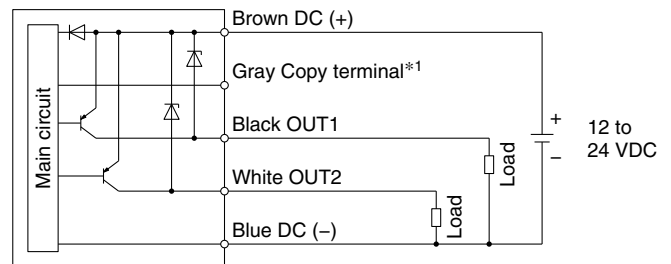 Brown DC (+)
Gray Copy terminal*1
Black OUT1
White OUT2
Blue DC (−)
Main circuit
Load
Load
+
−
12 to
24 VDC